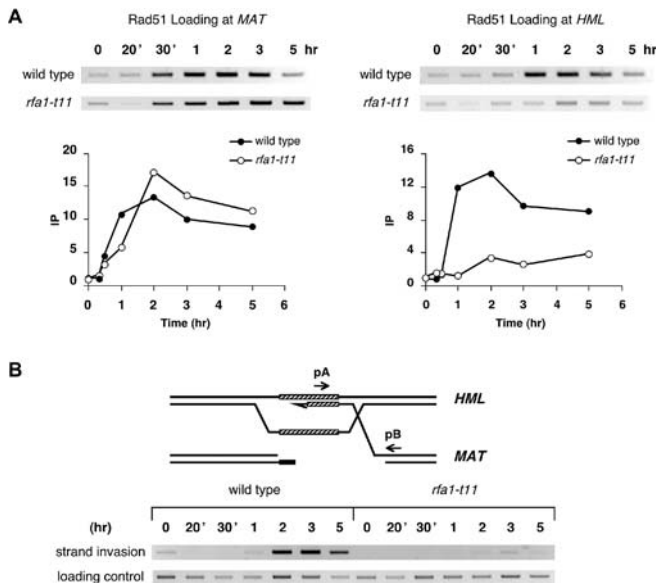 A
Rad51 Loading at MAT
0 20' 30' 1 2 3 5 hr
wild type
rfa1-t11
wild type
rfa1-t11
20
15
10
5
0
IP
0 1 2 3 4 5 6
Time (hr)
Rad51 Loading at HML
0 20' 30' 1 2 3 5 hr
wild type
rfa1-t11
wild type
rfa1-t11
16
12
8
4
0
IP
0 1 2 3 4 5 6
Time (hr)
B
pA
HML
pB
MAT
wild type rfa1-t11
(hr) 0 20' 30' 1 2 3 5 0 20' 30' 1 2 3 5
strand invasion
loading control